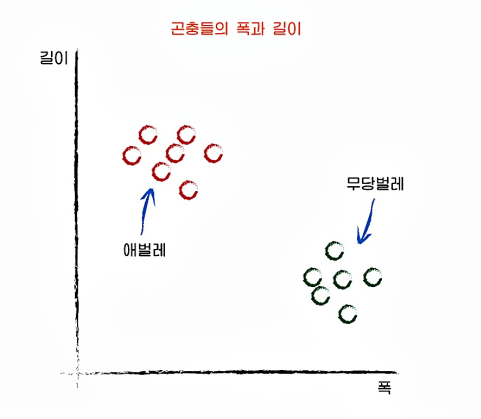 곤충들의 폭과 길이
길이
무당벌레
애벌레
폭